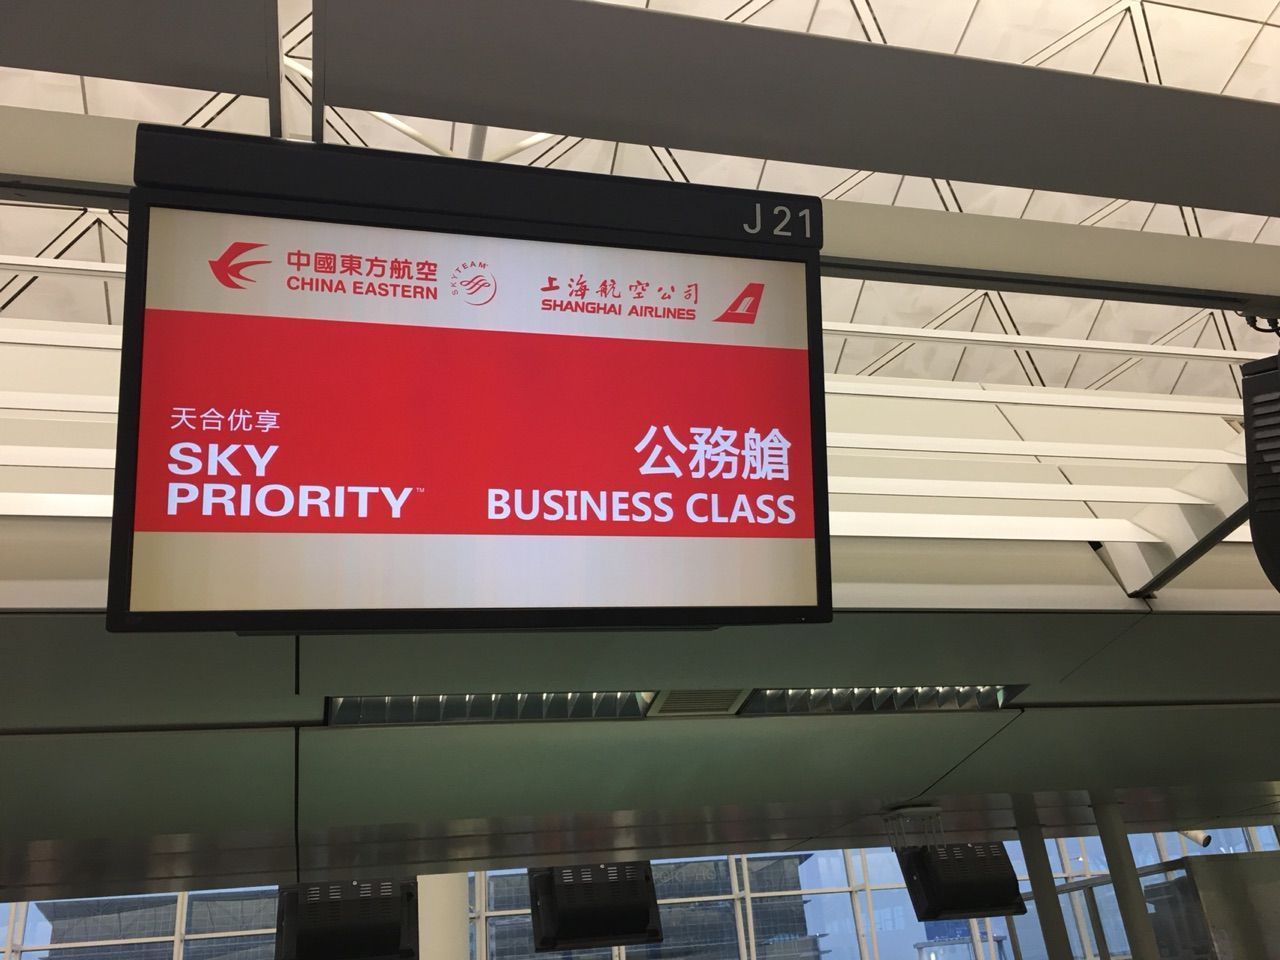 J 21
中國東方航空
CHINA EASTERN
SKYTEAM
上海航空公司
SHANGHAI AIRLINES
天合优享
SKY
PRIORITY™
公務艙
BUSINESS CLASS